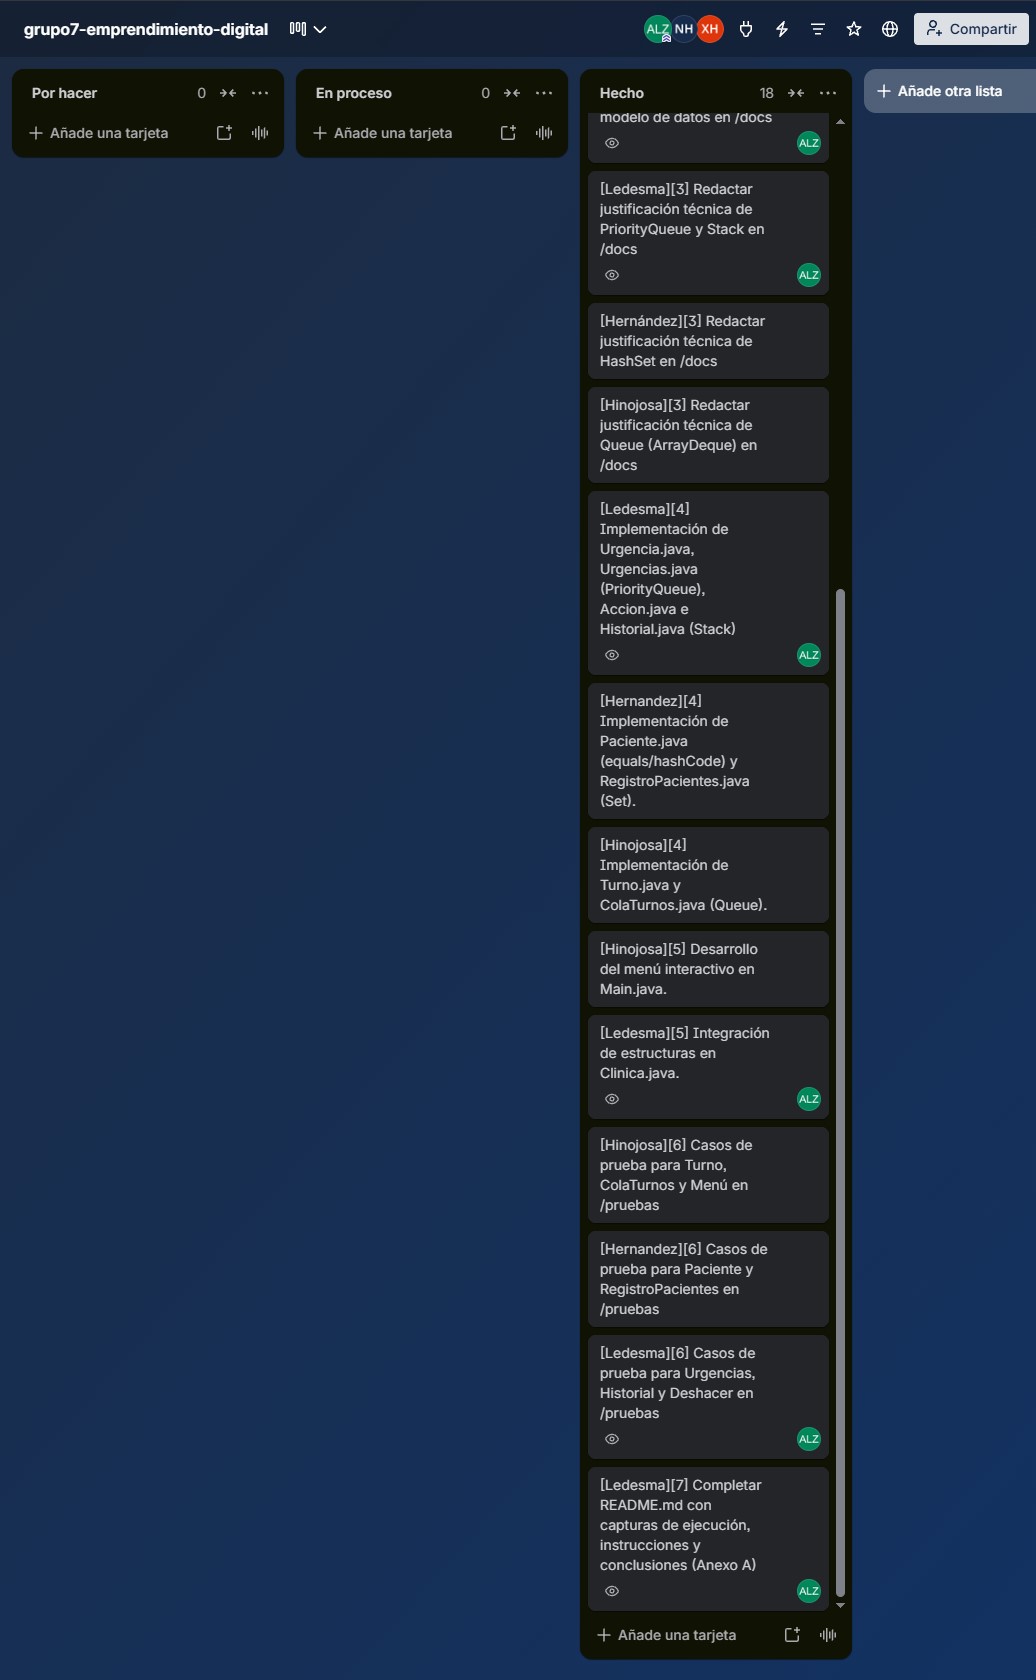 grupo7-emprendimiento-digital
ALZ NH XH
Compartir
Por hacer 0
Añade una tarjeta
En proceso 0
Añade una tarjeta
Hecho 18
modelo de datos en /docs
ALZ
[Ledesma][3] Redactar
justificación técnica de
PriorityQueue y Stack en
/docs
ALZ
[Hernández][3] Redactar
justificación técnica de
HashSet en /docs
[Hinojosa][3] Redactar
justificación técnica de
Queue (ArrayDeque) en
/docs
[Ledesma][4]
Implementación de
Urgencia.java,
Urgencias.java
(PriorityQueue),
Accion.java e
Historial.java (Stack)
ALZ
[Hernandez][4]
Implementación de
Paciente.java
(equals/hashCode) y
RegistroPacientes.java
(Set).
[Hinojosa][4]
Implementación de
Turno.java y
ColaTurnos.java (Queue).
[Hinojosa][5] Desarrollo
del menú interactivo en
Main.java.
[Ledesma][5] Integración
de estructuras en
Clinica.java.
ALZ
[Hinojosa][6] Casos de
prueba para Turno,
ColaTurnos y Menú en
/pruebas
[Hernandez][6] Casos de
prueba para Paciente y
RegistroPacientes en
/pruebas
[Ledesma][6] Casos de
prueba para Urgencias,
Historial y Deshacer en
/pruebas
ALZ
[Ledesma][7] Completar
README.md con
capturas de ejecución,
instrucciones y
conclusiones (Anexo A)
ALZ
Añade una tarjeta
Añade otra lista